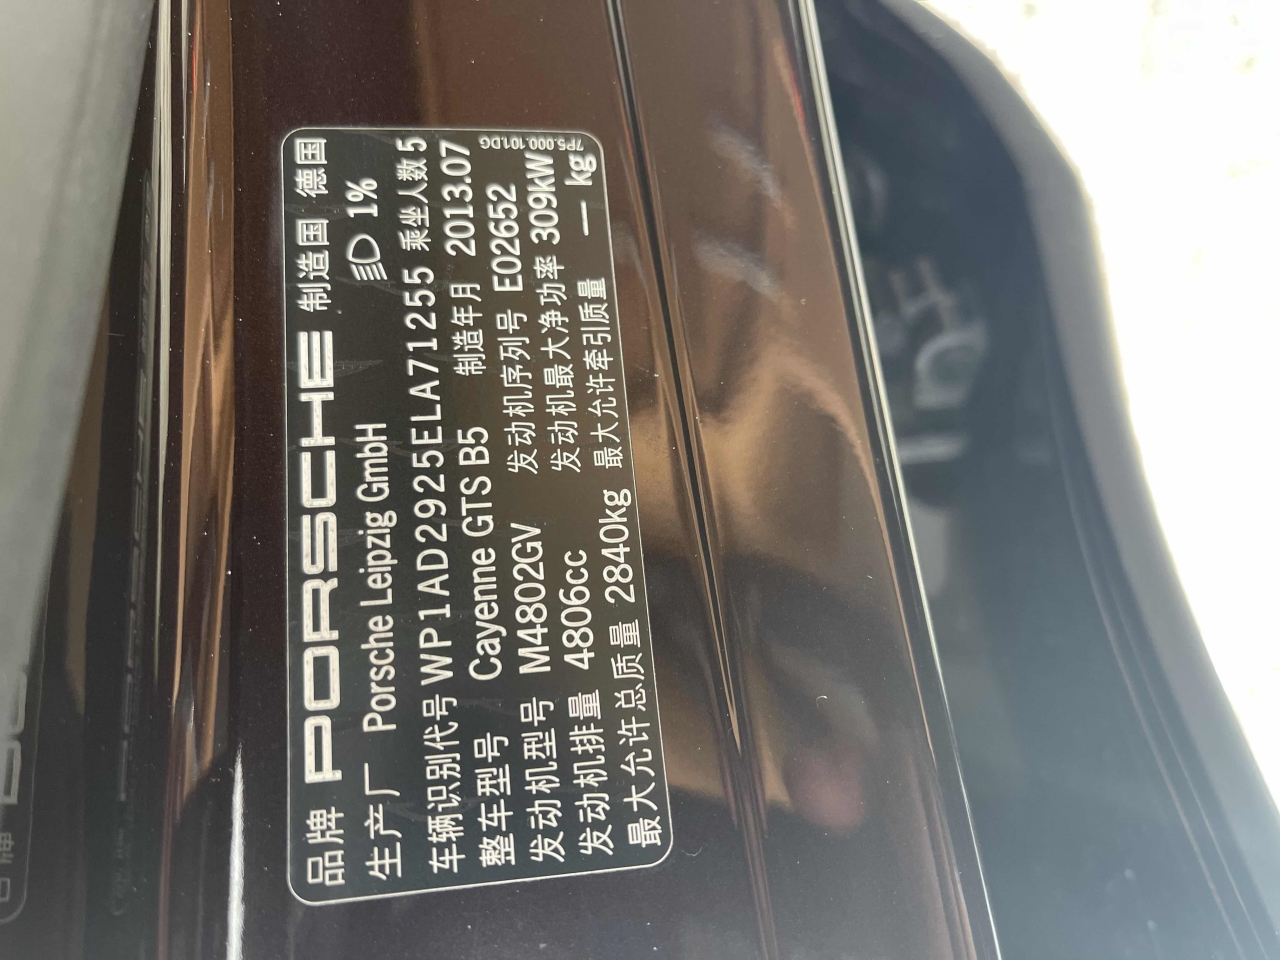 品牌 PORSCHE 制造国 德国
生产厂 Porsche Leipzig GmbH 1%
车辆识别代号 WP1AD2925ELA71255 乘坐人数 5
整车型号 Cayenne GTS B5 制造年月 2013.07
发动机型号 M4802GV 发动机序列号 E02652
发动机排量 4806cc 发动机最大净功率 309kW
最大允许总质量 2840kg 最大允许牵引质量 — kg
7P5.000.101.DG